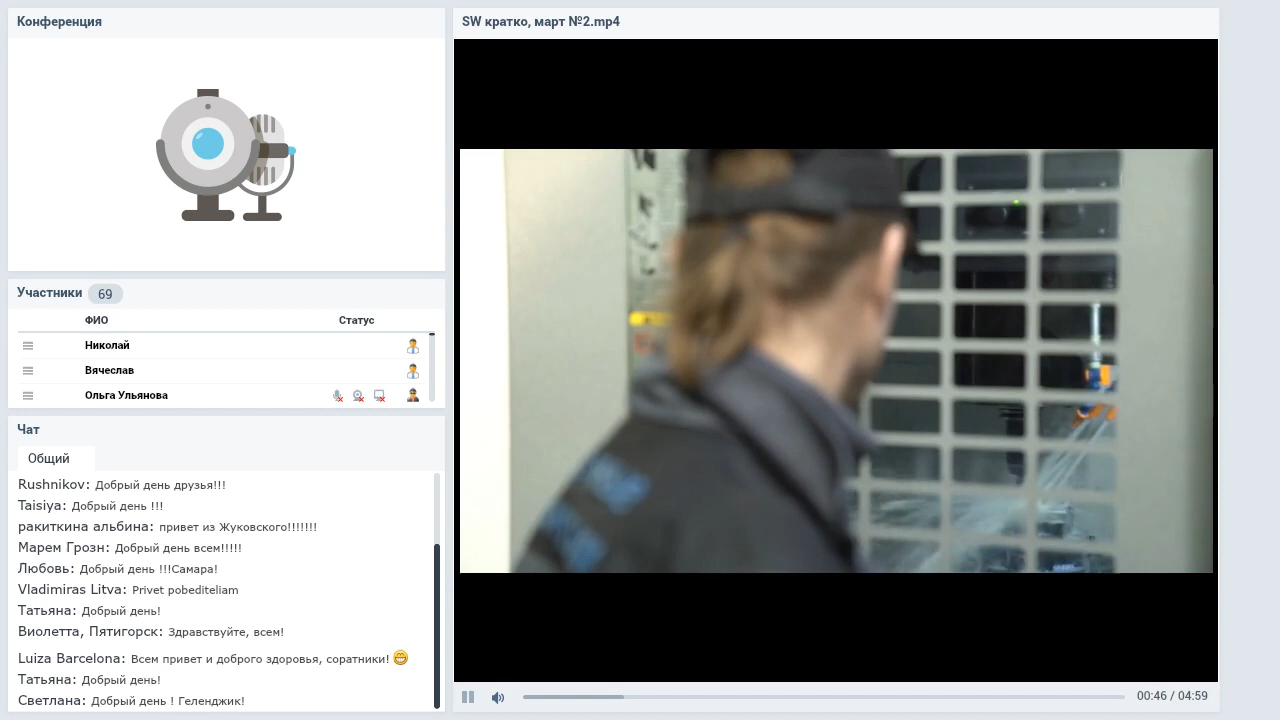 Конференция
SW кратко, март №2.mp4
Участники 69
ФИО Статус
Николай
Вячеслав
Ольга Ульянова
Чат
Общий
Rushnikov: Добрый день друзья!!!
Taisiya: Добрый день !!!
ракиткина альбина: привет из Жуковского!!!!!!!
Марем Грозн: Добрый день всем!!!!!
Любовь: Добрый день !!!Самара!
Vladimiras Litva: Privet pobediteliam
Татьяна: Добрый день!
Виолетта, Пятигорск: Здравствуйте, всем!
Luiza Barcelona: Всем привет и доброго здоровья, соратники!
Татьяна: Добрый день!
Светлана: Добрый день ! Геленджик!
00:46 / 04:59